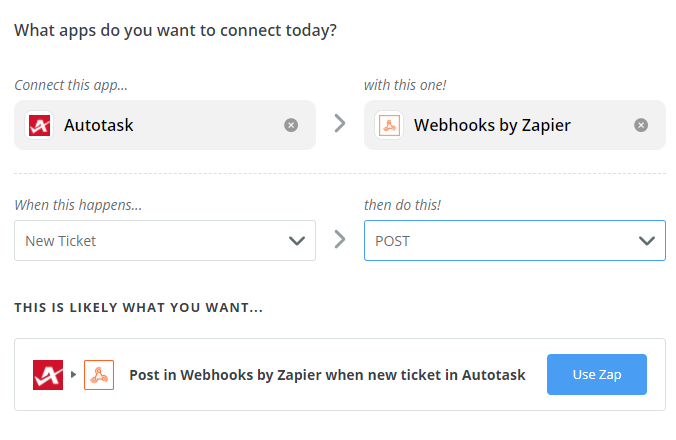 What apps do you want to connect today?
Connect this app...
with this one!
Autotask
Webhooks by Zapier
When this happens...
then do this!
New Ticket
POST
THIS IS LIKELY WHAT YOU WANT...
Post in Webhooks by Zapier when new ticket in Autotask
Use Zap